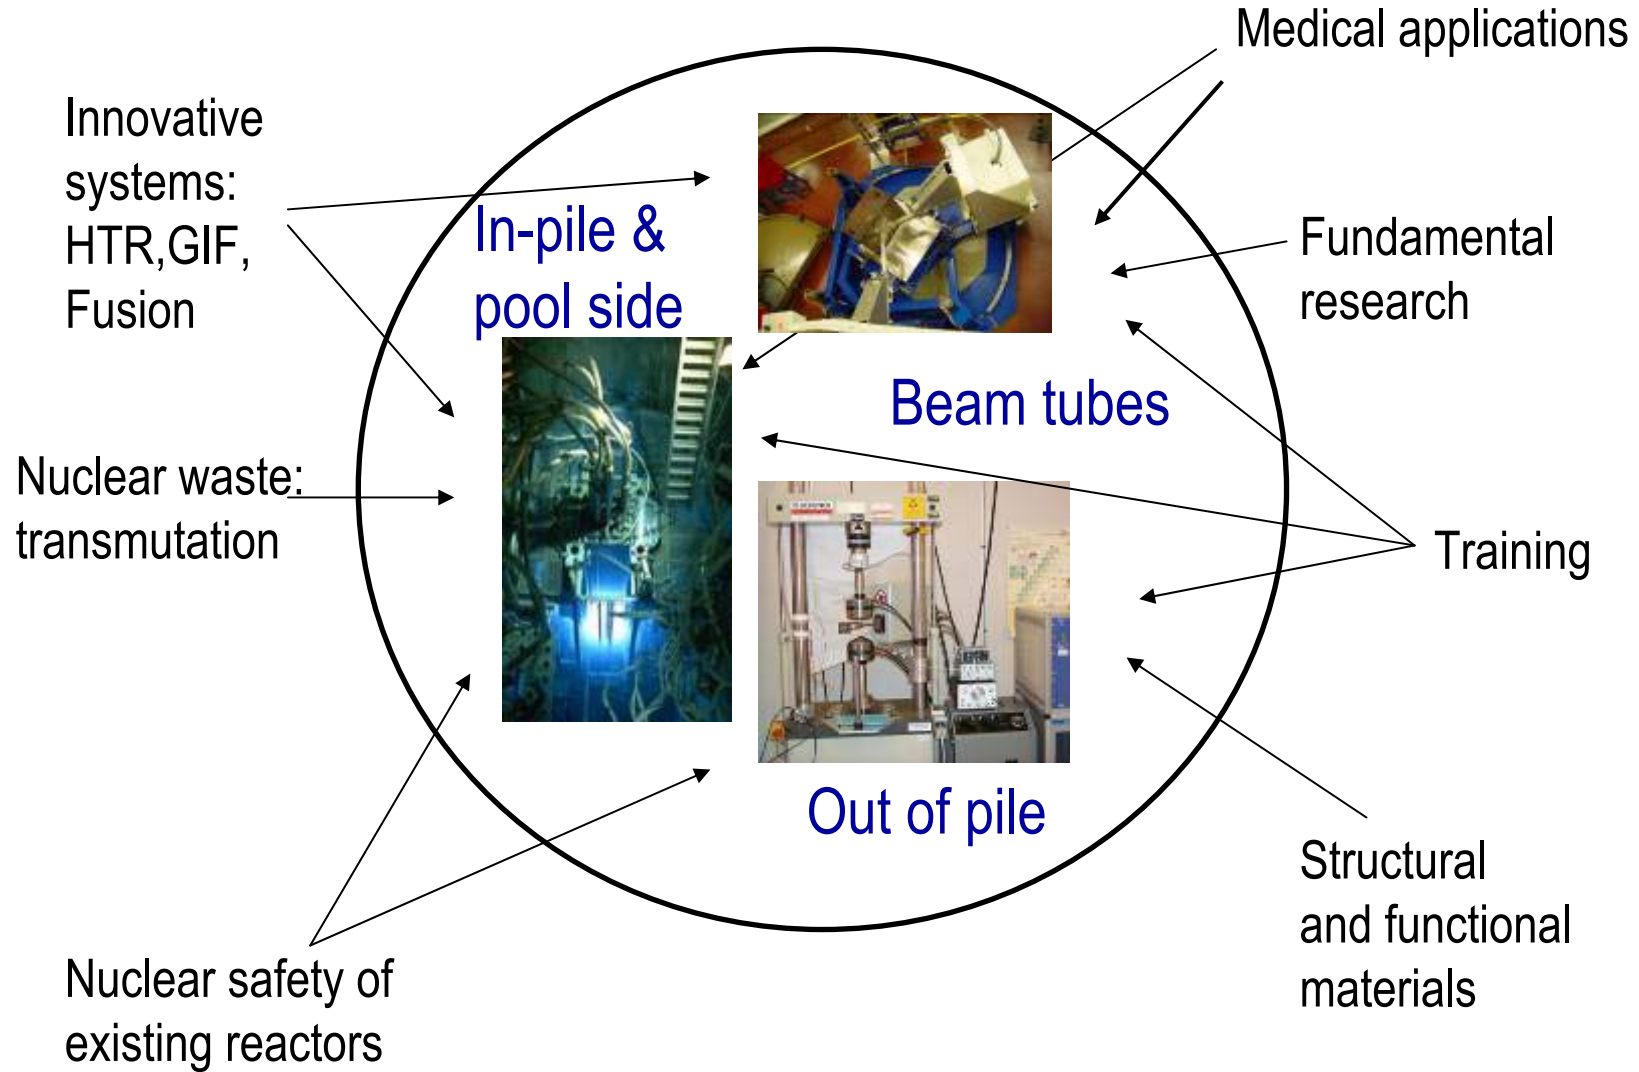 Medical applications
Innovative
systems:
HTR,GIF,
Fusion
In-pile &
pool side
Fundamental
research
Beam tubes
Nuclear waste:
transmutation
Training
Out of pile
Structural
and functional
materials
Nuclear safety of
existing reactors